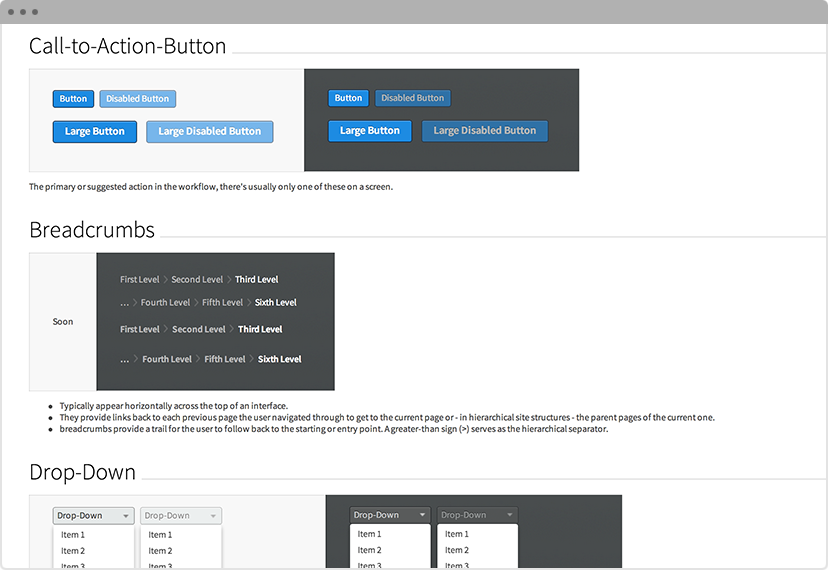 Call-to-Action-Button
Button Disabled Button Button Disabled Button
Large Button Large Disabled Button Large Button Large Disabled Button
The primary or suggested action in the workflow, there's usually only one of these on a screen.
Breadcrumbs
Soon
First Level > Second Level > Third Level
... > Fourth Level > Fifth Level > Sixth Level
First Level > Second Level > Third Level
... > Fourth Level > Fifth Level > Sixth Level
• Typically appear horizontally across the top of an interface.
• They provide links back to each previous page the user navigated through to get to the current page or - in hierarchical site structures - the parent pages of the current one.
• breadcrumbs provide a trail for the user to follow back to the starting or entry point. A greater-than sign (>) serves as the hierarchical separator.
Drop-Down
Drop-Down Drop-Down Drop-Down Drop-Down
Item 1 Item 1 Item 1 Item 1
Item 2 Item 2 Item 2 Item 2
Item 3 Item 3 Item 3 Item 3